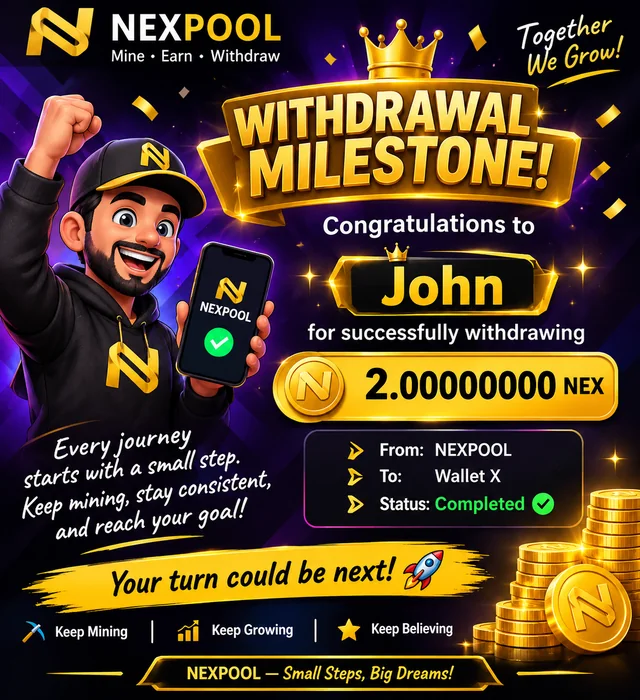 NEXPOOL
Mine • Earn • Withdraw
Together
We Grow!
WITHDRAWAL
MILESTONE!
Congratulations to
John
for successfully withdrawing
NEXPOOL
2.00000000 NEX
From: NEXPOOL
To: Wallet X
Status: Completed
Every journey
starts with a small step.
Keep mining, stay consistent,
and reach your goal!
Your turn could be next!
Keep Mining | Keep Growing | Keep Believing
NEXPOOL — Small Steps, Big Dreams!